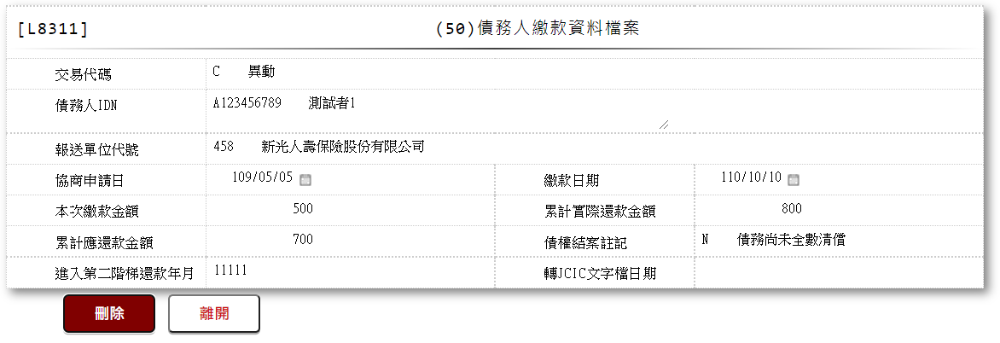 [L8311] (50)債務人繳款資料檔案
交易代碼 C 異動
債務人IDN A123456789 測試者1
報送單位代號 458 新光人壽保險股份有限公司
協商申請日 109/05/05 繳款日期 110/10/10
本次繳款金額 500 累計實際還款金額 800
累計應還款金額 700 債權結案註記 N 債務尚未全數清償
進入第二階梯還款年月 11111 轉JCIC文字檔日期
刪除 離開